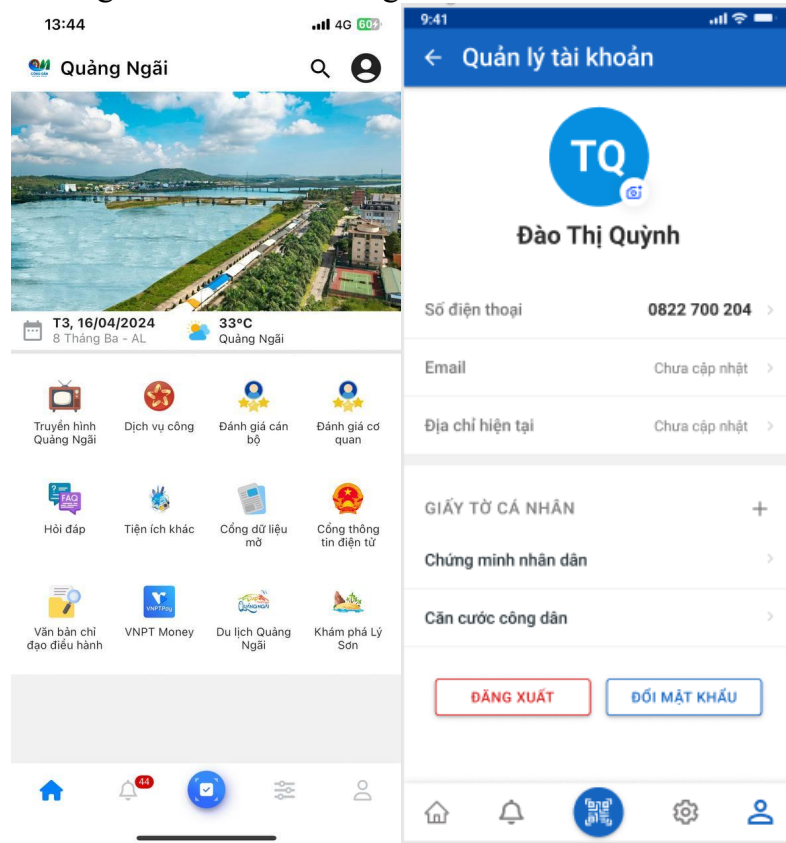 13:44
4G 60
Quảng Ngãi
T3, 16/04/2024
8 Tháng Ba - AL
33°C
Quảng Ngãi
Truyền hình
Quảng Ngãi
Dịch vụ công
Đánh giá cán
bộ
Đánh giá cơ
quan
FAQ
Hỏi đáp
Tiện ích khác
Cổng dữ liệu
mở
Cổng thông
tin điện tử
Văn bản chỉ
đạo điều hành
VNPTPay
VNPT Money
QUẢNG NGÃI
Du lịch Quảng
Ngãi
Khám phá Lý
Sơn
44
9:41
Quản lý tài khoản
TQ
Đào Thị Quỳnh
Số điện thoại
0822 700 204
Email
Chưa cập nhật
Địa chỉ hiện tại
Chưa cập nhật
GIẤY TỜ CÁ NHÂN
Chứng minh nhân dân
Căn cước công dân
ĐĂNG XUẤT
ĐỔI MẬT KHẨU